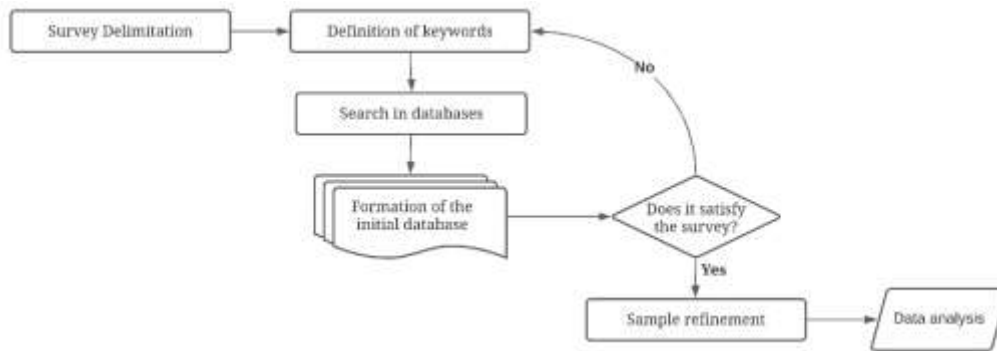 Survey Delimitation
Definition of keywords
No
Search in databases
Formation of the
initial database
Does it satisfy
the survey?
Yes
Sample refinement
Data analysis